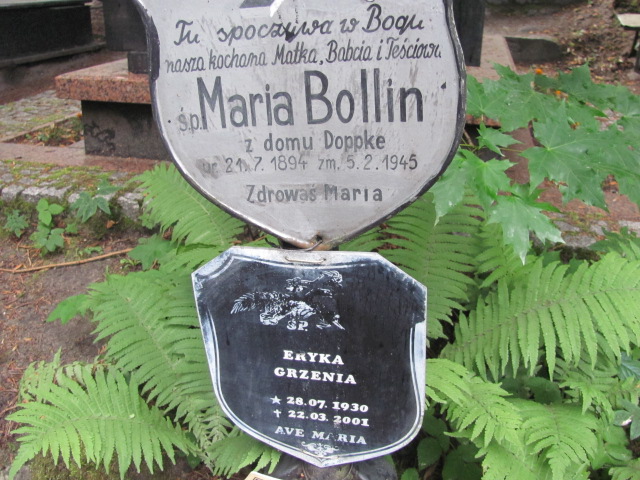 Tu spoczywa w Bogu
nasza kochana Matka, Babcia i Teściowa
ś.p. Maria Bollin
z domu Doppke
ur. 21. 7. 1894 zm. 5. 2. 1945
Zdrowaś Maria
ŚP.
ERYKA
GRZENIA
★ 28.07.1930
✝ 22.03.2001
AVE MARIA